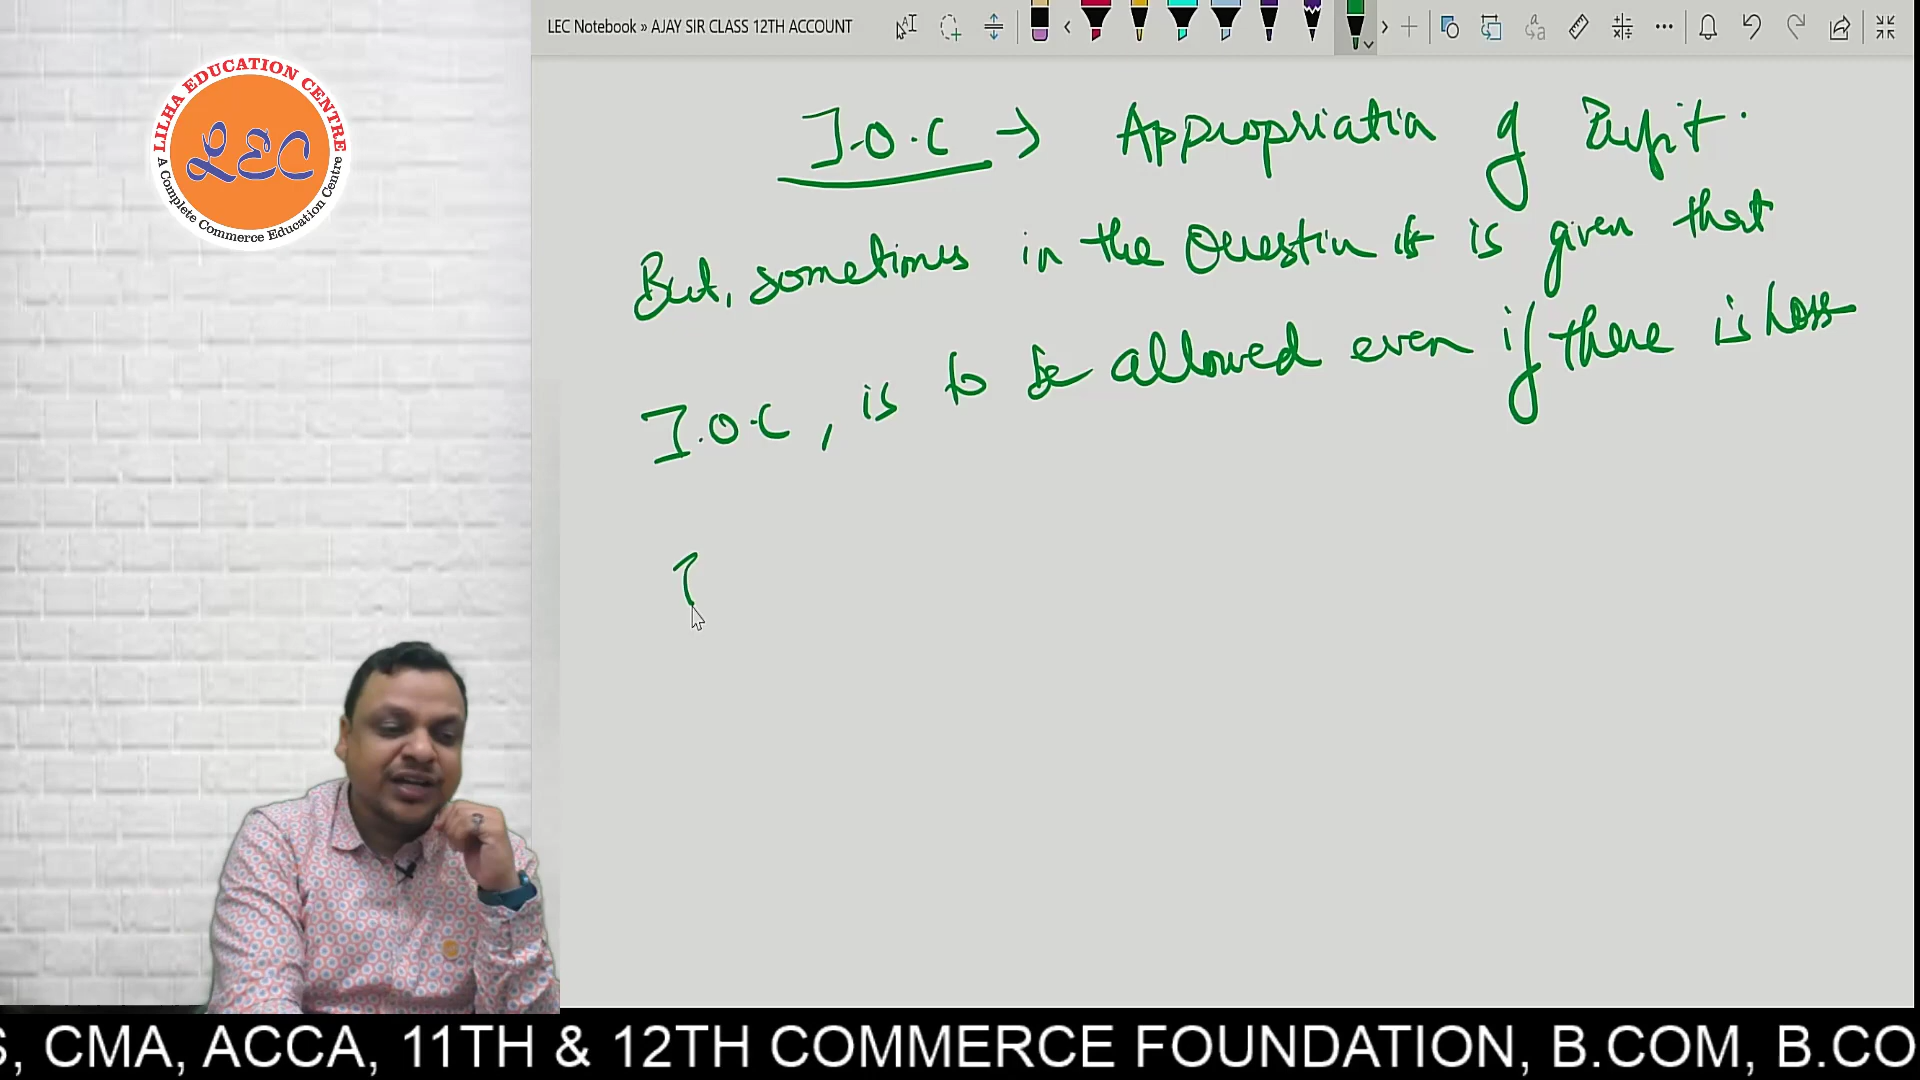 LEC Notebook » AJAY SIR CLASS 12TH ACCOUNT
LILHA EDUCATION CENTRE
LEC
A Complete Commerce Education Centre
I.O.C → Appropriation of Profit.
But, sometimes in the Question it is given that
I.O.C, is to be allowed even if there is Loss
S, CMA, ACCA, 11TH & 12TH COMMERCE FOUNDATION, B.COM, B.CO